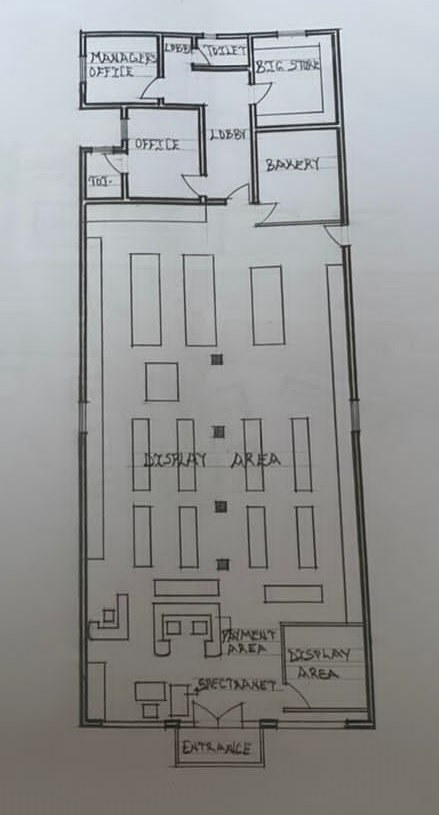 MANAGERS
OFFICE
LOBBY
TOILET
BIG STORE
OFFICE
LOBBY
BAKERY
TOI-
DISPLAY AREA
PAYMENT
AREA
DISPLAY
AREA
SPECTRANET
ENTRANCE